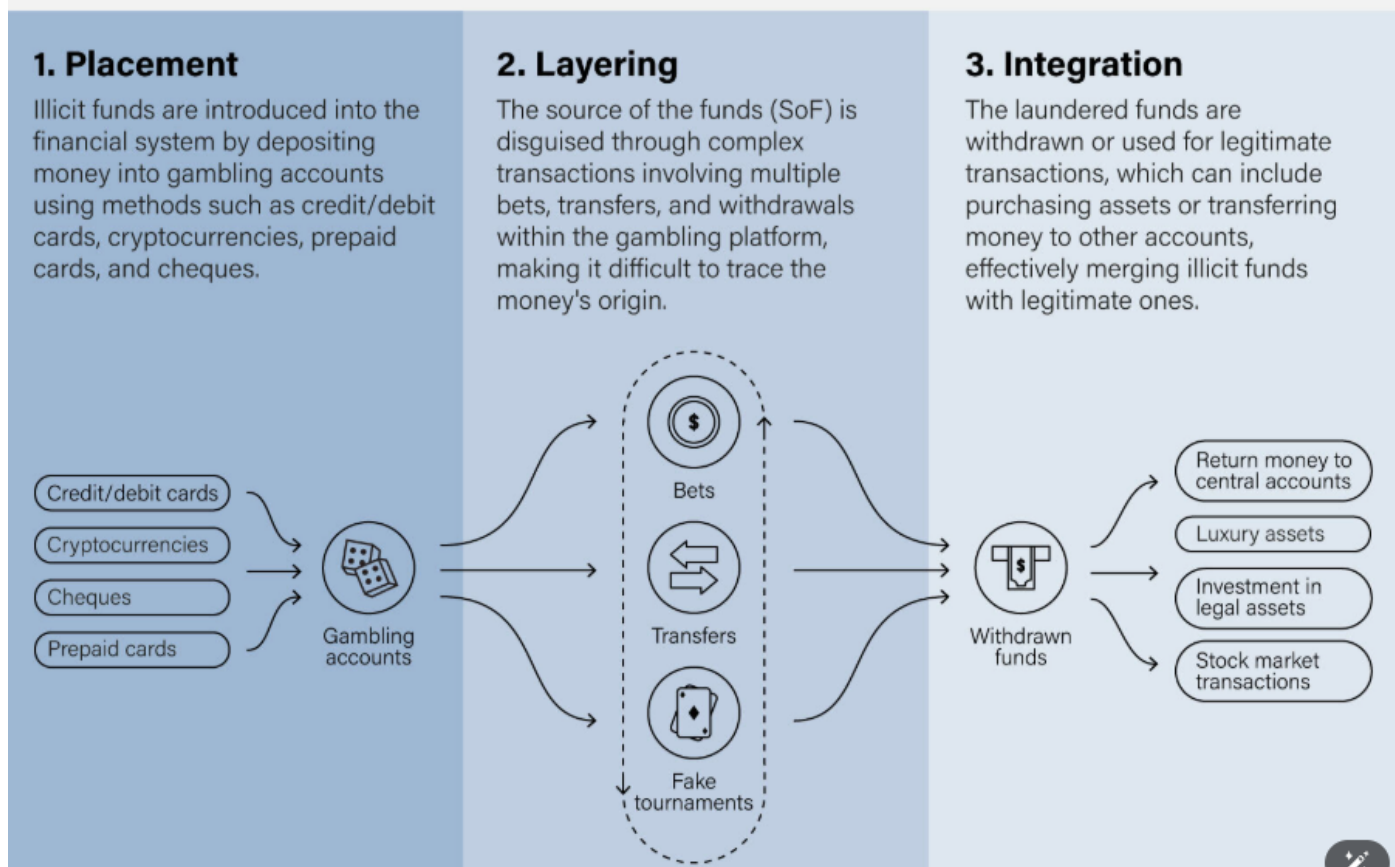 1. Placement
Illicit funds are introduced into the
financial system by depositing
money into gambling accounts
using methods such as credit/debit
cards, cryptocurrencies, prepaid
cards, and cheques.
Credit/debit cards
Cryptocurrencies
Cheques
Prepaid cards
Gambling
accounts
2. Layering
The source of the funds (SoF) is
disguised through complex
transactions involving multiple
bets, transfers, and withdrawals
within the gambling platform,
making it difficult to trace the
money's origin.
$
Bets
Transfers
Fake
tournaments
3. Integration
The laundered funds are
withdrawn or used for legitimate
transactions, which can include
purchasing assets or transferring
money to other accounts,
effectively merging illicit funds
with legitimate ones.
$
Withdrawn
funds
Return money to
central accounts
Luxury assets
Investment in
legal assets
Stock market
transactions